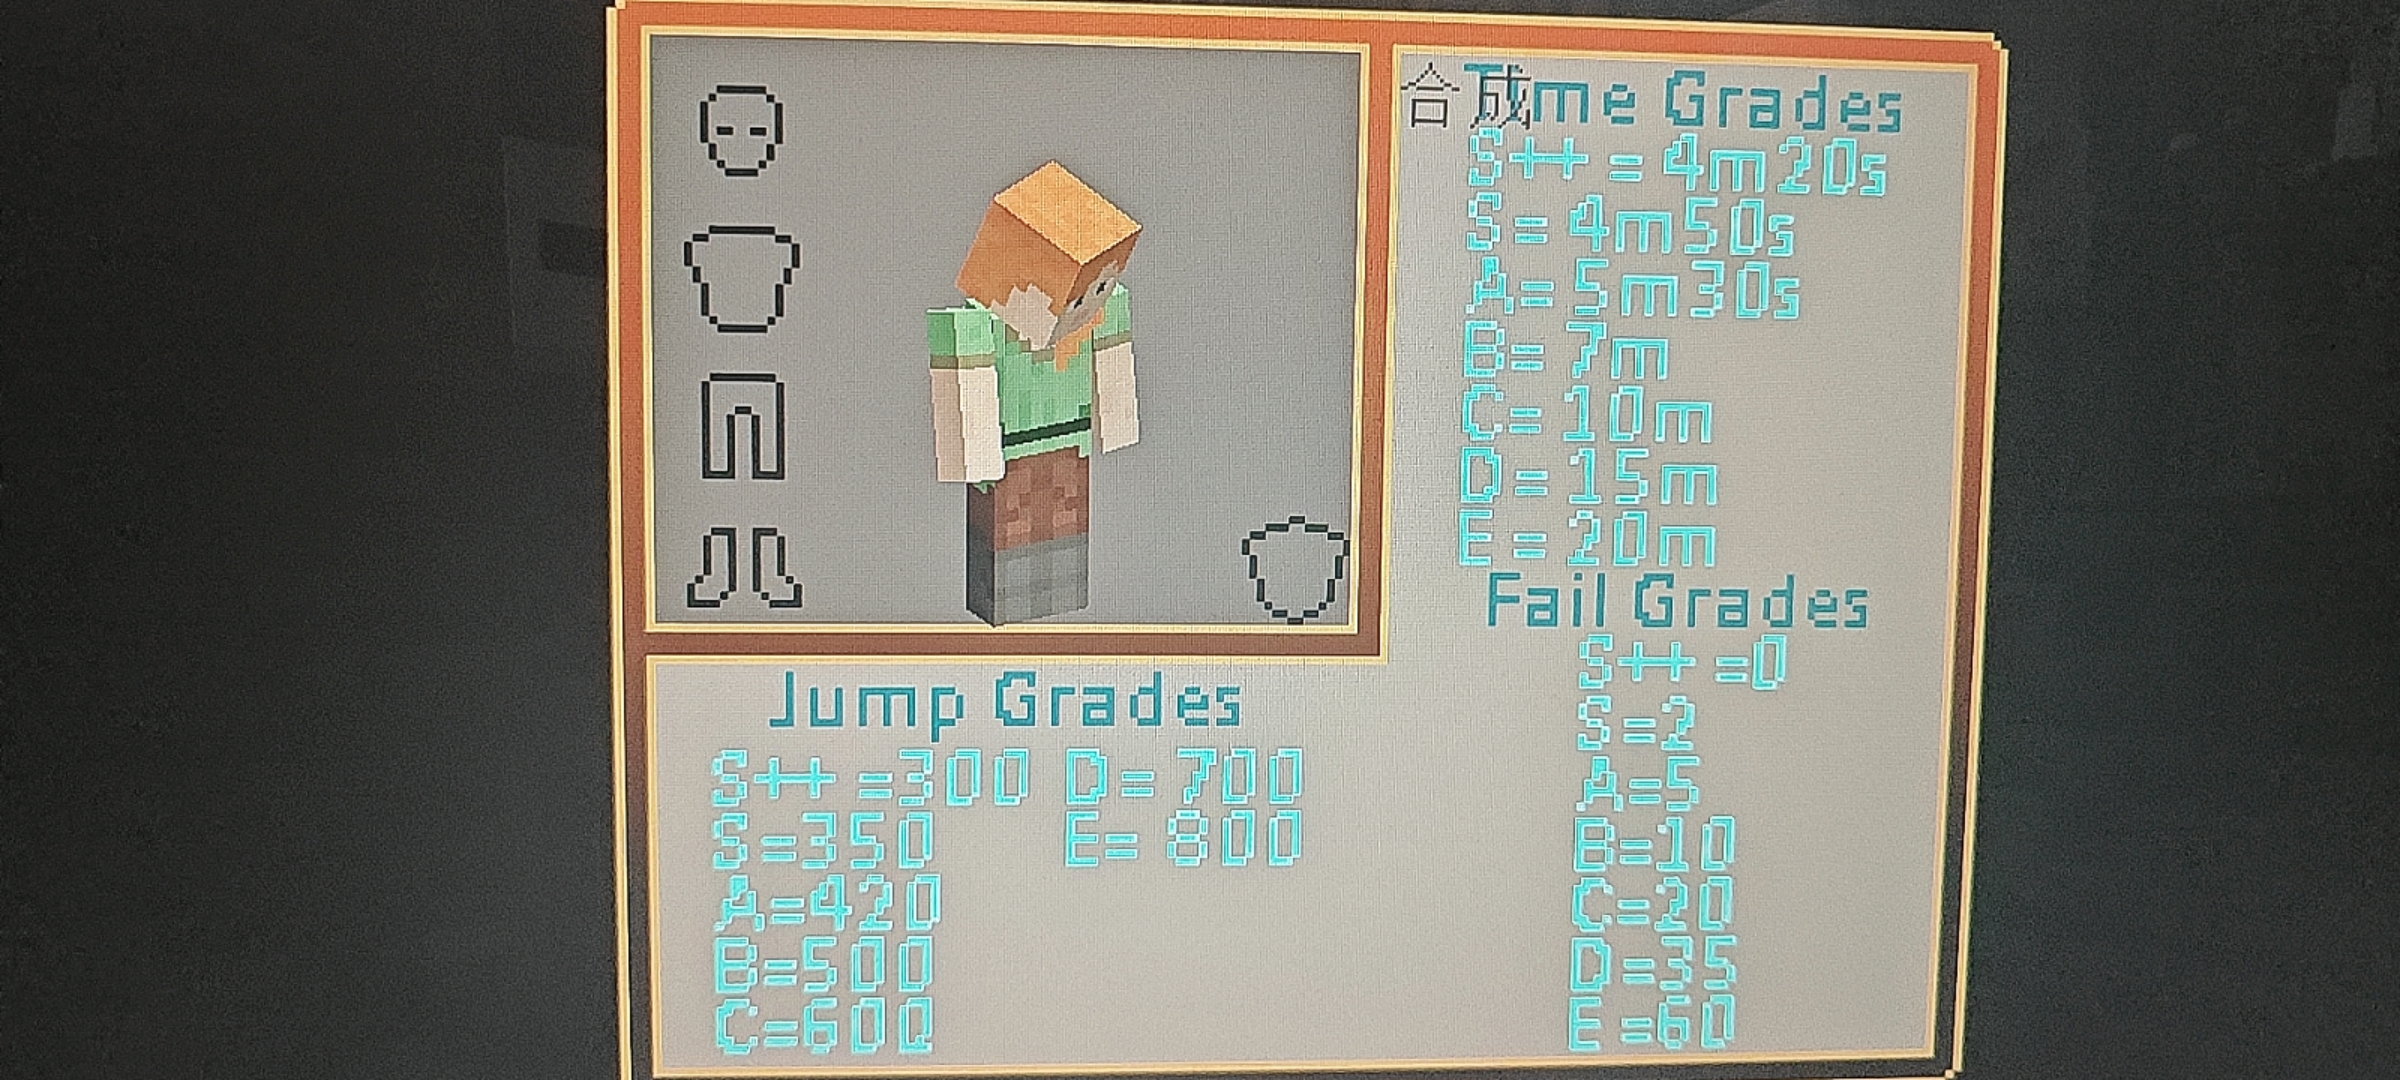 合成
Time Grades
S++ = 4m20s
S= 4m50s
A= 5m30s
B= 7m
C= 10m
D= 15m
E= 20m
Fail Grades
S++ =0
S=2
A=5
B=10
C=20
D=35
E =60
Jump Grades
S++ =300 D= 700
S=350 E= 800
A=420
B=500
C=600